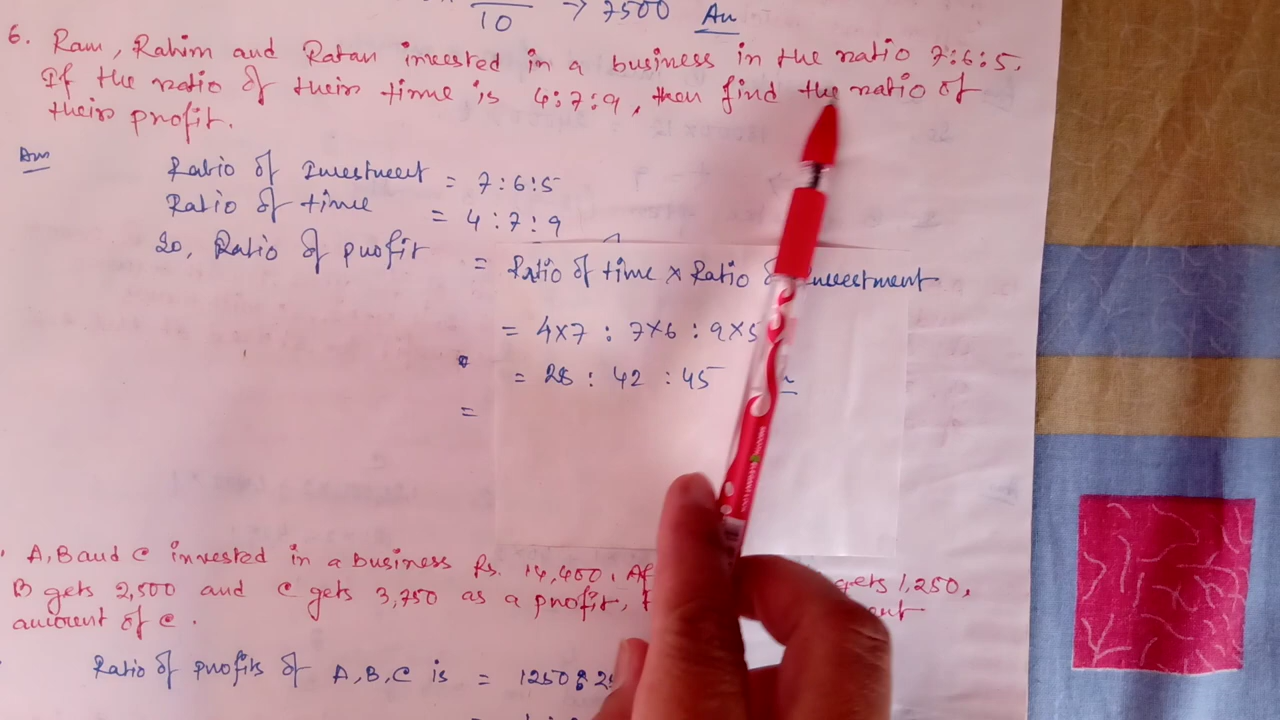 10 → 7500 An
6. Ram, Rahim and Ratan invested in a business in the ratio 7:6:5.
If the ratio of their time is 4:7:9, then find the ratio of
their profit.
An
Ratio of Investment = 7:6:5
Ratio of time = 4:7:9
So, Ratio of profit = Ratio of time × Ratio of Investment
= 4×7 : 7×6 : 9×5
= 28 : 42 : 45
=
A, B and C invested in a business Rs. 14,400. Af gets 1,250,
B gets 2,500 and C gets 3,750 as a profit,
amount of C.
Ratio of profits of A, B, C is = 1250:2